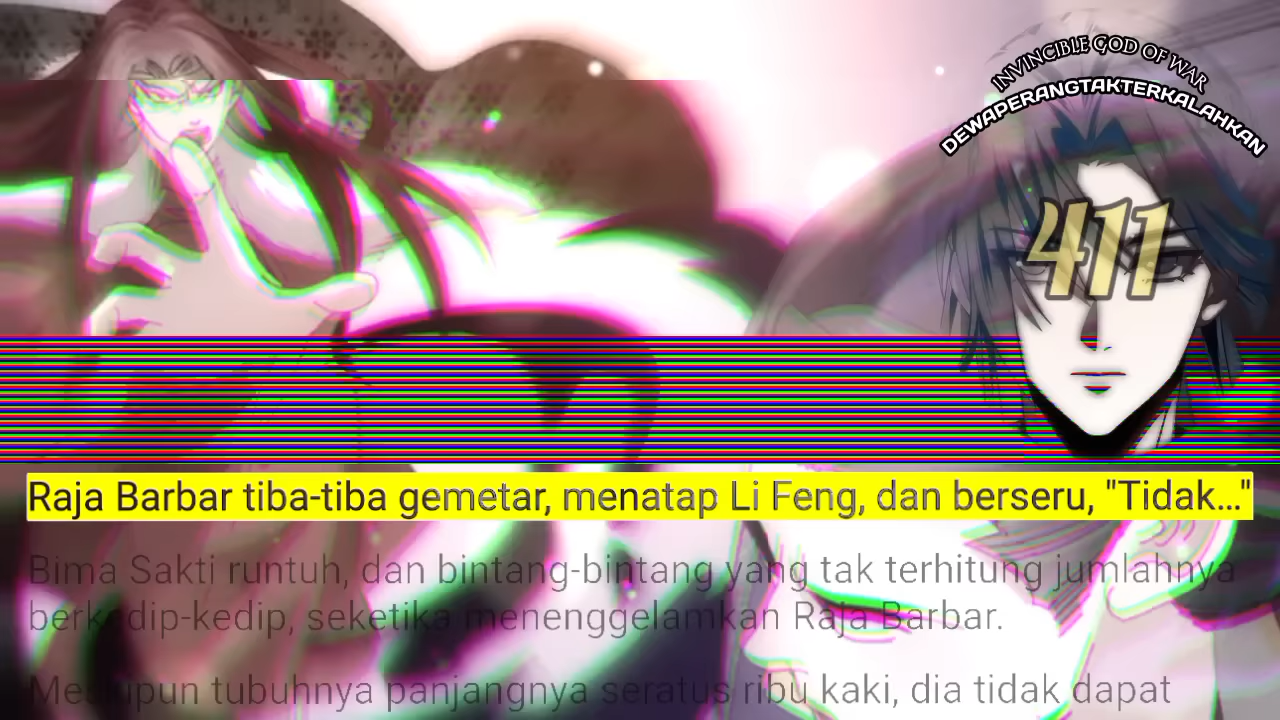 INVINCIBLE GOD OF WAR
DEWAPERANGTAKTERKALAHKAN
411
Raja Barbar tiba-tiba gemetar, menatap Li Feng, dan berseru, "Tidak..."
Bima Sakti runtuh, dan bintang-bintang yang tak terhitung jumlahnya
berkedip-kedip, seketika menenggelamkan Raja Barbar.
Meskipun tubuhnya panjangnya seratus ribu kaki, dia tidak dapat